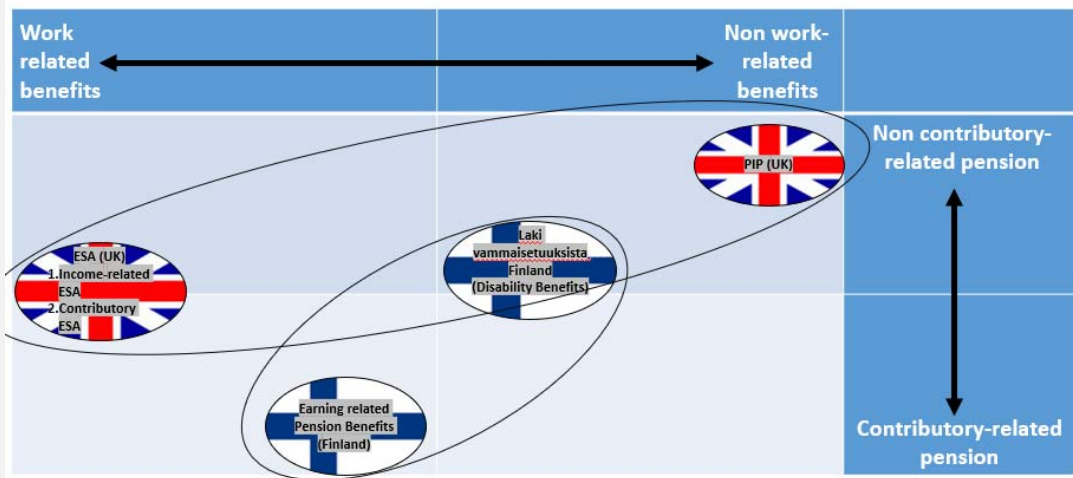 Work
related
benefits
Non work-
related
benefits
Non contributory-
related pension
PIP (UK)
Laki
vammaisetuuksista
Finland
(Disability Benefits)
ESA (UK)
1.Income-related
ESA
2.Contributory
ESA
Earning related
Pension Benefits
(Finland)
Contributory-related
pension